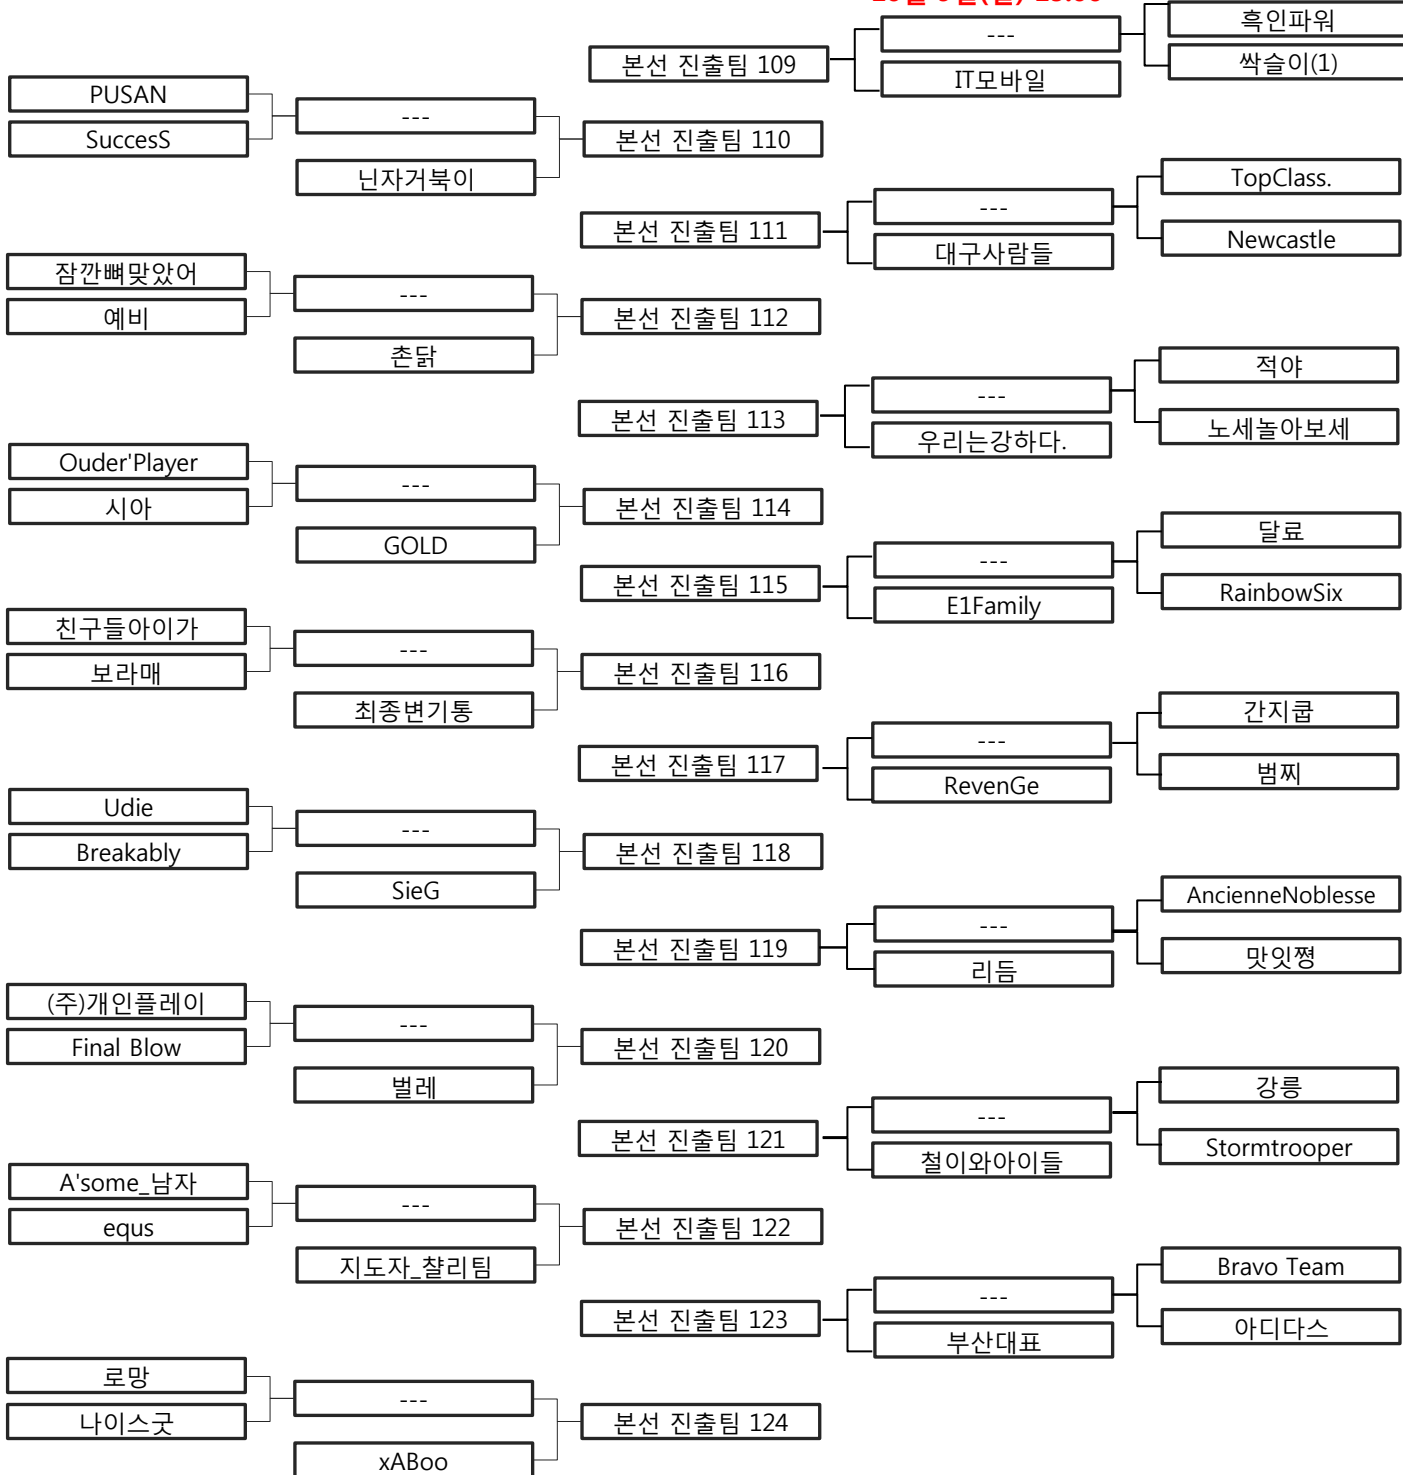 흑인파워
---
본선 진출팀 109
싹슬이(1)
IT모바일
PUSAN
---
SuccesS
본선 진출팀 110
닌자거북이
TopClass.
---
본선 진출팀 111
Newcastle
대구사람들
잠깐뼈맞았어
---
예비
본선 진출팀 112
촌닭
적야
---
본선 진출팀 113
노세놀아보세
우리는강하다.
Ouder'Player
---
시아
본선 진출팀 114
GOLD
달료
---
본선 진출팀 115
RainbowSix
E1Family
친구들아이가
---
보라매
본선 진출팀 116
최종변기통
간지쿱
---
본선 진출팀 117
범찌
RevenGe
Udie
---
Breakably
본선 진출팀 118
SieG
AncienneNoblesse
---
본선 진출팀 119
맛잇쪙
리듬
(주)개인플레이
---
Final Blow
본선 진출팀 120
벌레
강릉
---
본선 진출팀 121
Stormtrooper
철이와아이들
A'some_남자
---
equs
본선 진출팀 122
지도자_챨리팀
Bravo Team
---
본선 진출팀 123
아디다스
부산대표
로망
---
나이스굿
본선 진출팀 124
xABoo